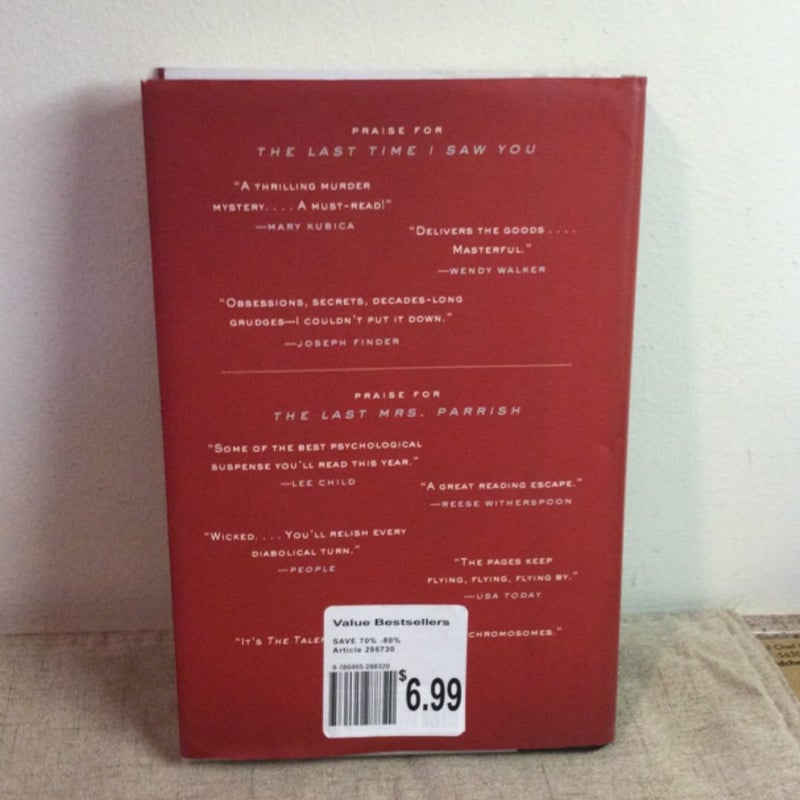 PRAISE FOR
THE LAST TIME I SAW YOU
"A THRILLING MURDER
MYSTERY. . . . A MUST-READ!"
—MARY KUBICA
"DELIVERS THE GOODS . . . .
MASTERFUL."
—WENDY WALKER
"OBSESSIONS, SECRETS, DECADES-LONG
GRUDGES—I COULDN'T PUT IT DOWN."
—JOSEPH FINDER
PRAISE FOR
THE LAST MRS. PARRISH
"SOME OF THE BEST PSYCHOLOGICAL
SUSPENSE YOU'LL READ THIS YEAR."
—LEE CHILD
"A GREAT READING ESCAPE."
—REESE WITHERSPOON
"WICKED. . . . YOU'LL RELISH EVERY
DIABOLICAL TURN."
—PEOPLE
"THE PAGES KEEP
FLYING, FLYING, FLYING BY."
—USA TODAY
"IT'S THE TALE CHROMOSOMES."
Value Bestsellers
SAVE 70% -80%
Article 295730
9-780465-288320
$6.99